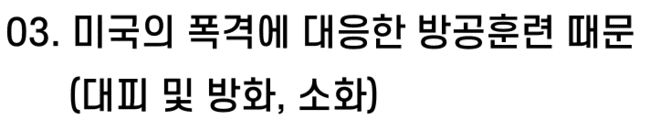 03. 미국의 폭격에 대응한 방공훈련 때문
(대피 및 방화, 소화)